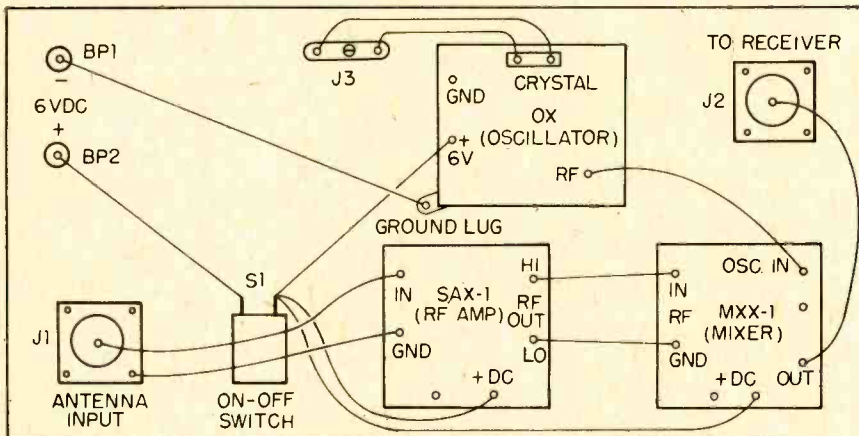 BP1
−
6VDC
+
BP2
J3
CRYSTAL
GND
OX
(OSCILLATOR)
+
6V
RF
GROUND LUG
TO RECEIVER
J2
S1
J1
ANTENNA
INPUT
ON-OFF
SWITCH
IN
SAX-1
(RF AMP)
GND
HI
RF
OUT
LO
+DC
OSC. IN
IN
RF
MXX-1
(MIXER)
GND
+DC
OUT